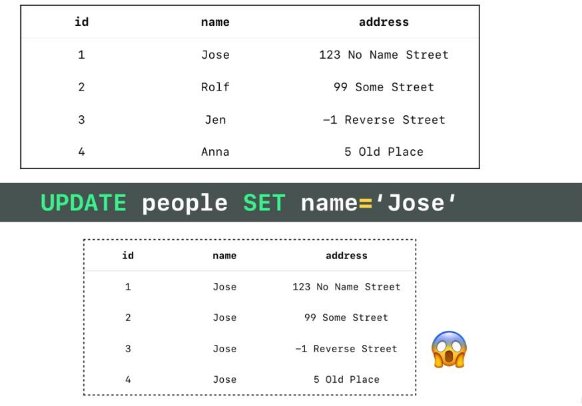 id name address
1 Jose 123 No Name Street
2 Rolf 99 Some Street
3 Jen −1 Reverse Street
4 Anna 5 Old Place
UPDATE people SET name='Jose'
id name address
1 Jose 123 No Name Street
2 Jose 99 Some Street
3 Jose −1 Reverse Street
4 Jose 5 Old Place